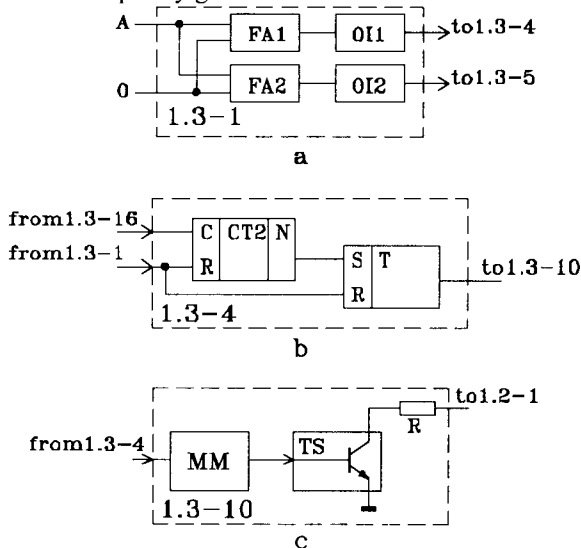 A
FA1
OI1
to1.3-4
FA2
OI2
to1.3-5
0
1.3-1
a
from1.3-16
C
CT2
N
from1.3-1
R
S
T
to1.3-10
R
1.3-4
b
to1.2-1
R
from1.3-4
MM
TS
1.3-10
c